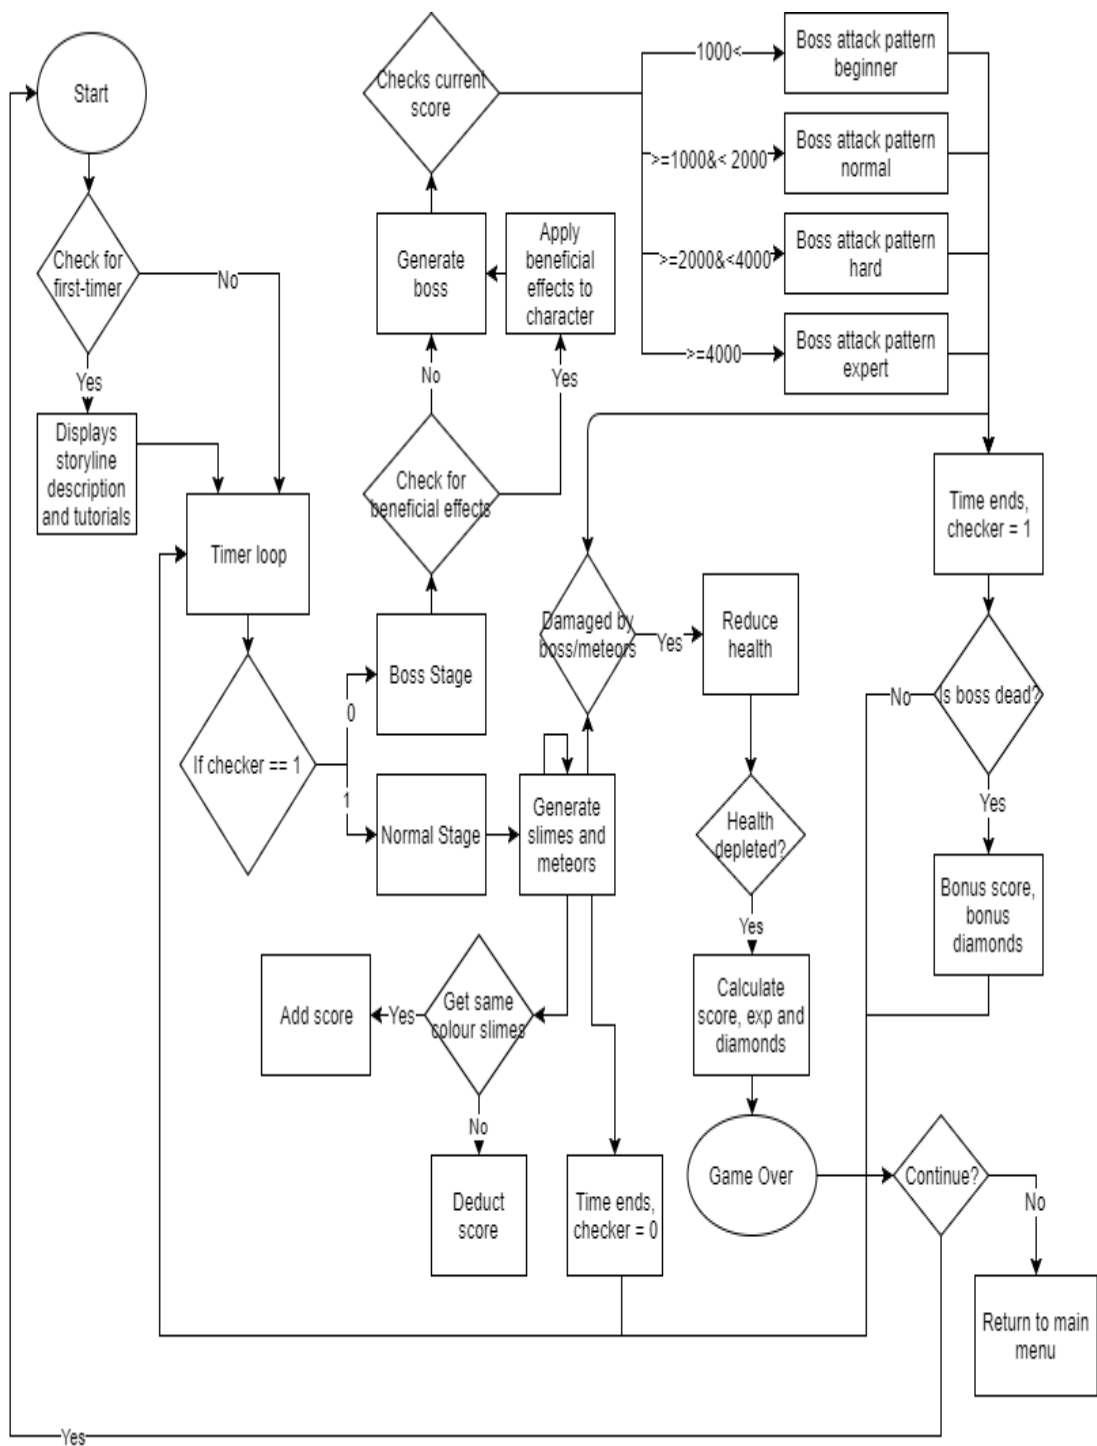 Start
Check for
first-timer
No
Yes
Displays
storyline
description
and tutorials
Timer loop
If checker == 1
0
1
Boss Stage
Normal Stage
Check for
beneficial effects
No
Yes
Generate
boss
Apply
beneficial
effects to
character
Checks current
score
1000<
>=1000&< 2000
>=2000&<4000
>=4000
Boss attack pattern
beginner
Boss attack pattern
normal
Boss attack pattern
hard
Boss attack pattern
expert
Time ends,
checker = 1
Is boss dead?
No
Yes
Bonus score,
bonus
diamonds
Damaged by
boss/meteors
Yes
Reduce
health
Health
depleted?
Yes
Calculate
score, exp and
diamonds
Game Over
Generate
slimes and
meteors
Get same
colour slimes
Yes
Add score
No
Deduct
score
Time ends,
checker = 0
Continue?
No
Return to main
menu
Yes